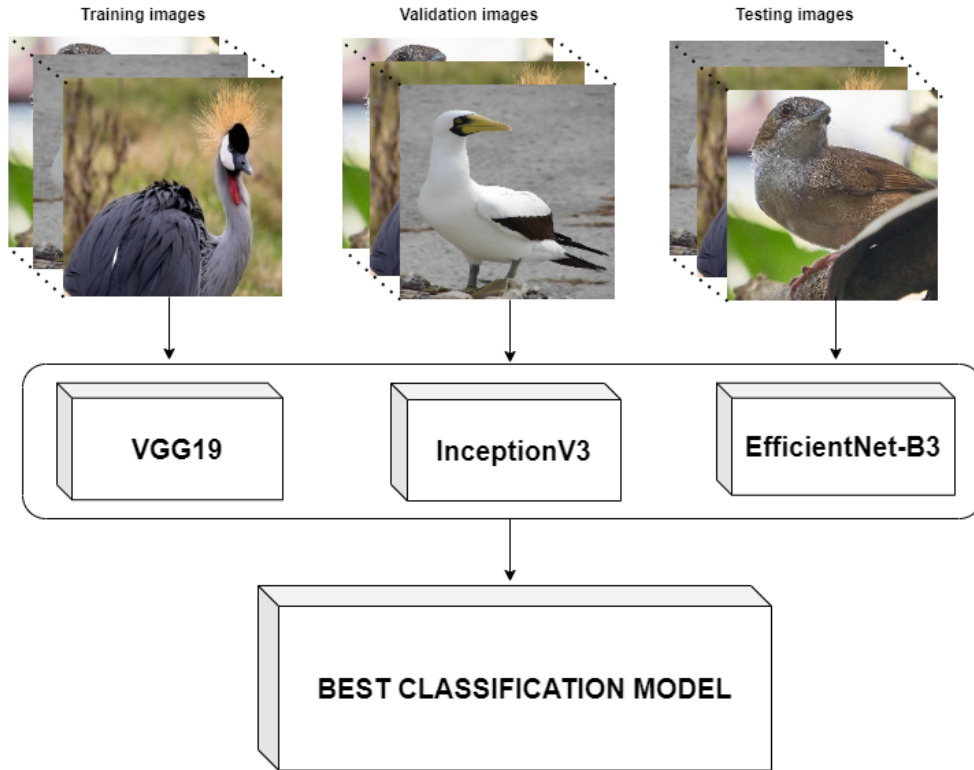 Training images
Validation images
Testing images
VGG19
InceptionV3
EfficientNet-B3
BEST CLASSIFICATION MODEL